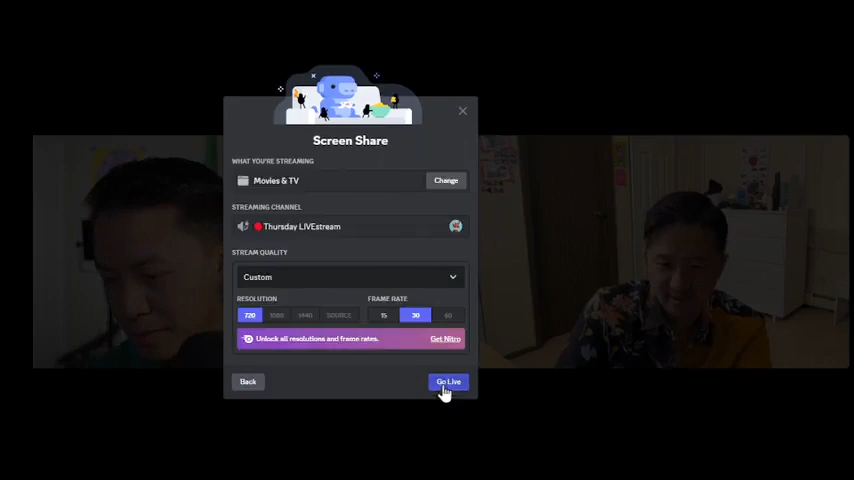 Screen Share
WHAT YOU'RE STREAMING
Movies & TV
Change
STREAMING CHANNEL
Thursday LIVEstream
STREAM QUALITY
Custom
RESOLUTION
FRAME RATE
720 1080 1440 SOURCE
15 30 60
Unlock all resolutions and frame rates.
Get Nitro
Back
Go Live